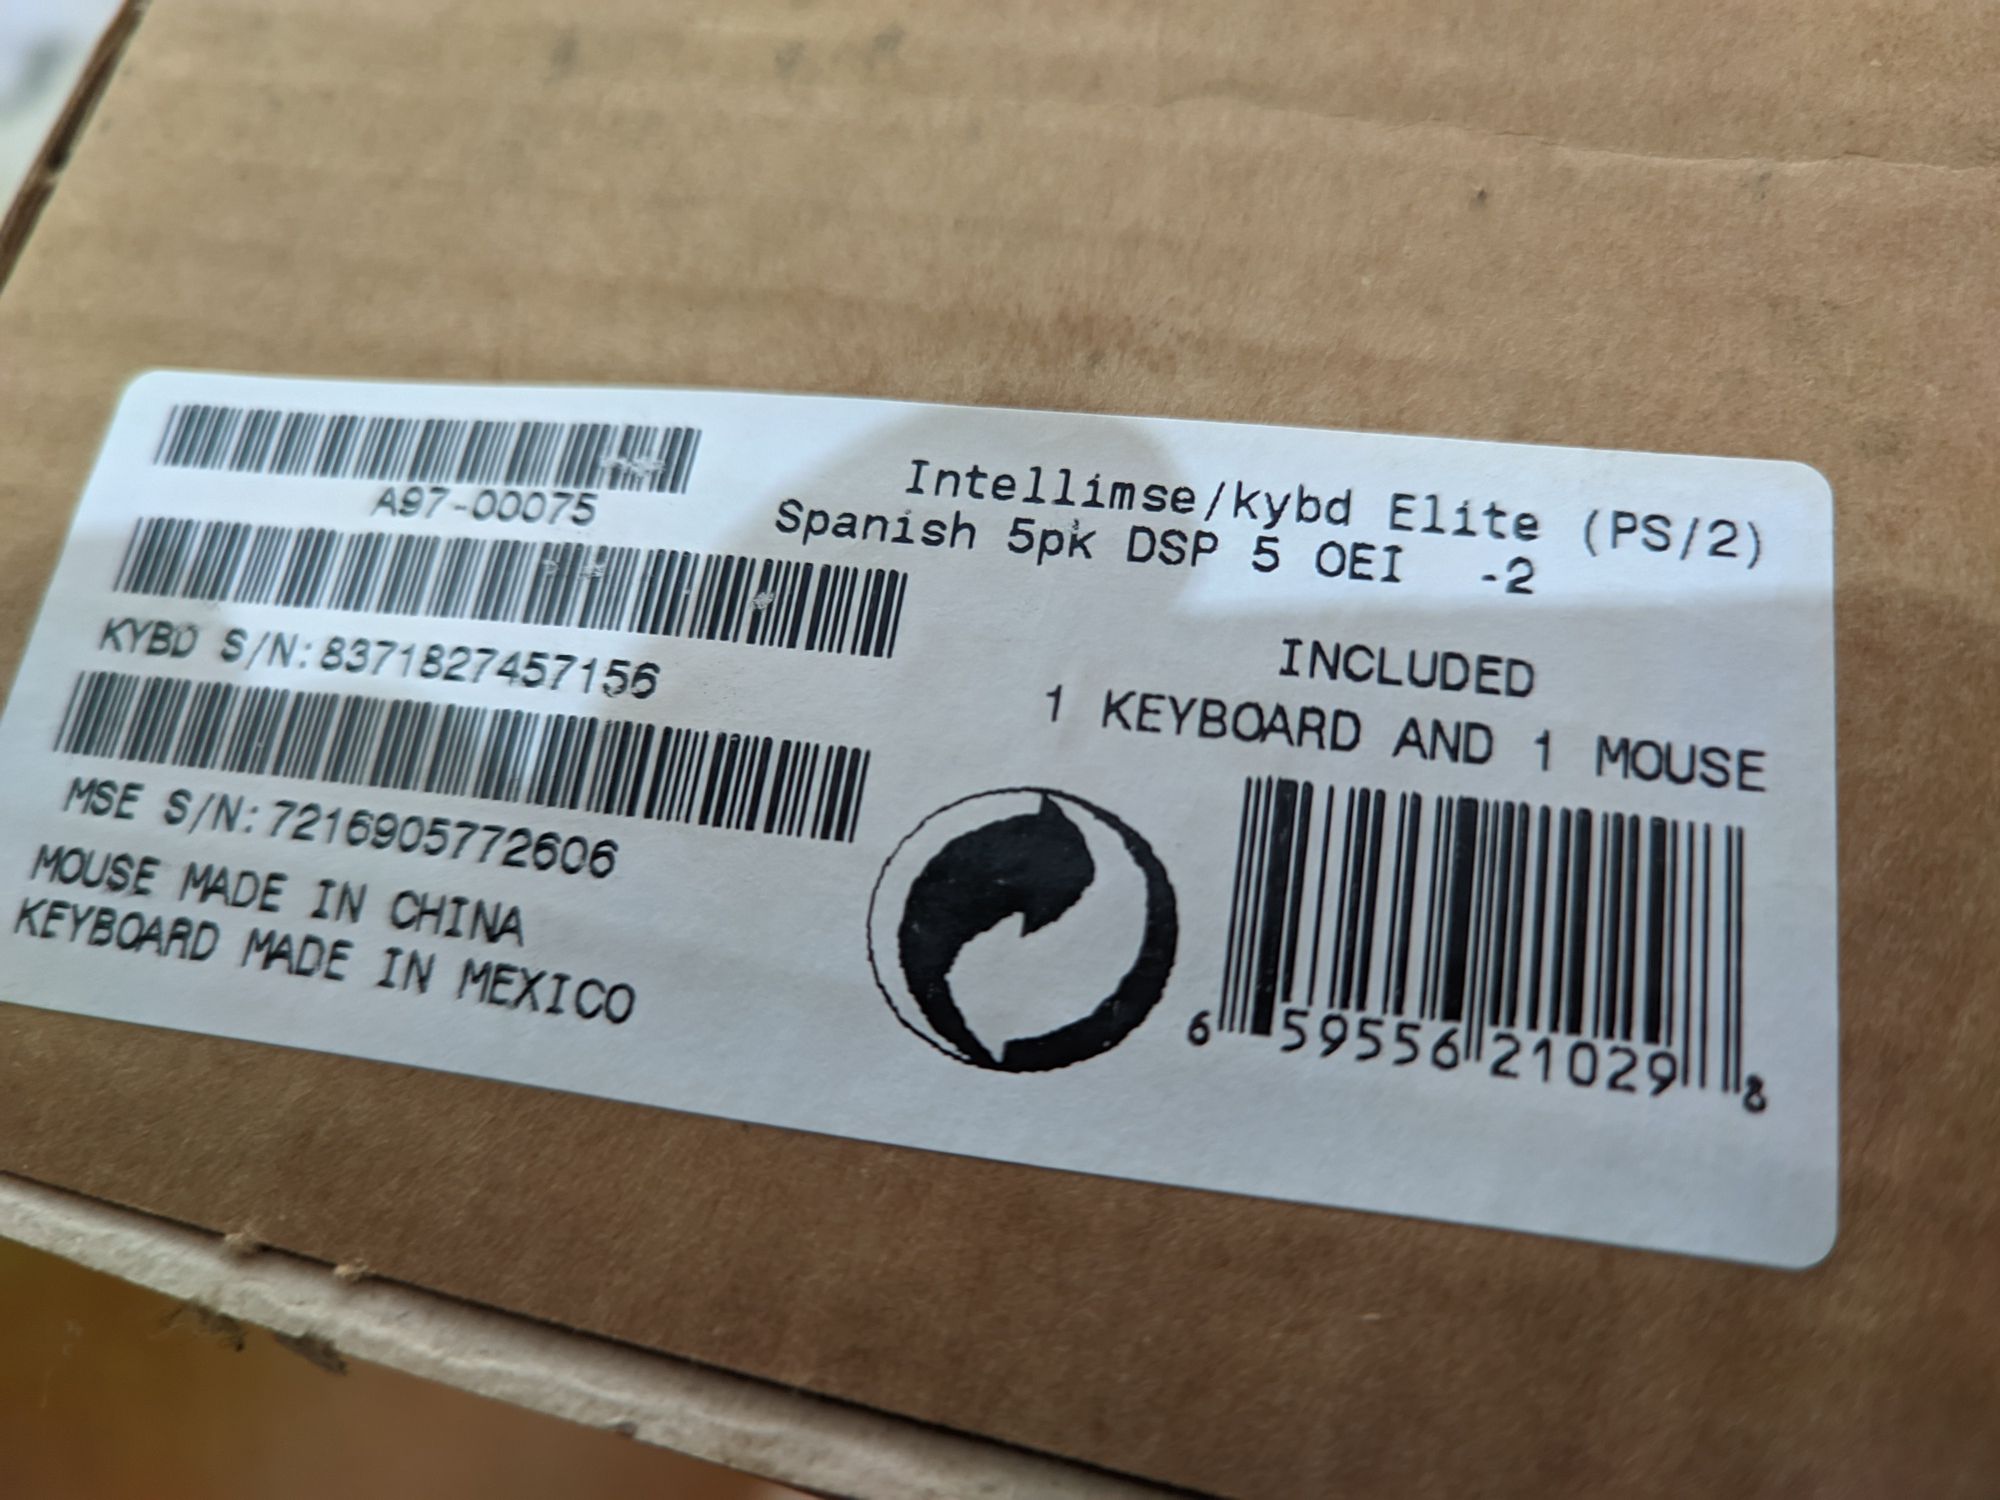 A97-00075
KYBD S/N:8371827457156
MSE S/N:7216905772606
MOUSE MADE IN CHINA
KEYBOARD MADE IN MEXICO
Intellimse/kybd Elite (PS/2)
Spanish 5pk DSP 5 OEI -2
INCLUDED
1 KEYBOARD AND 1 MOUSE
6 59556 21029 8